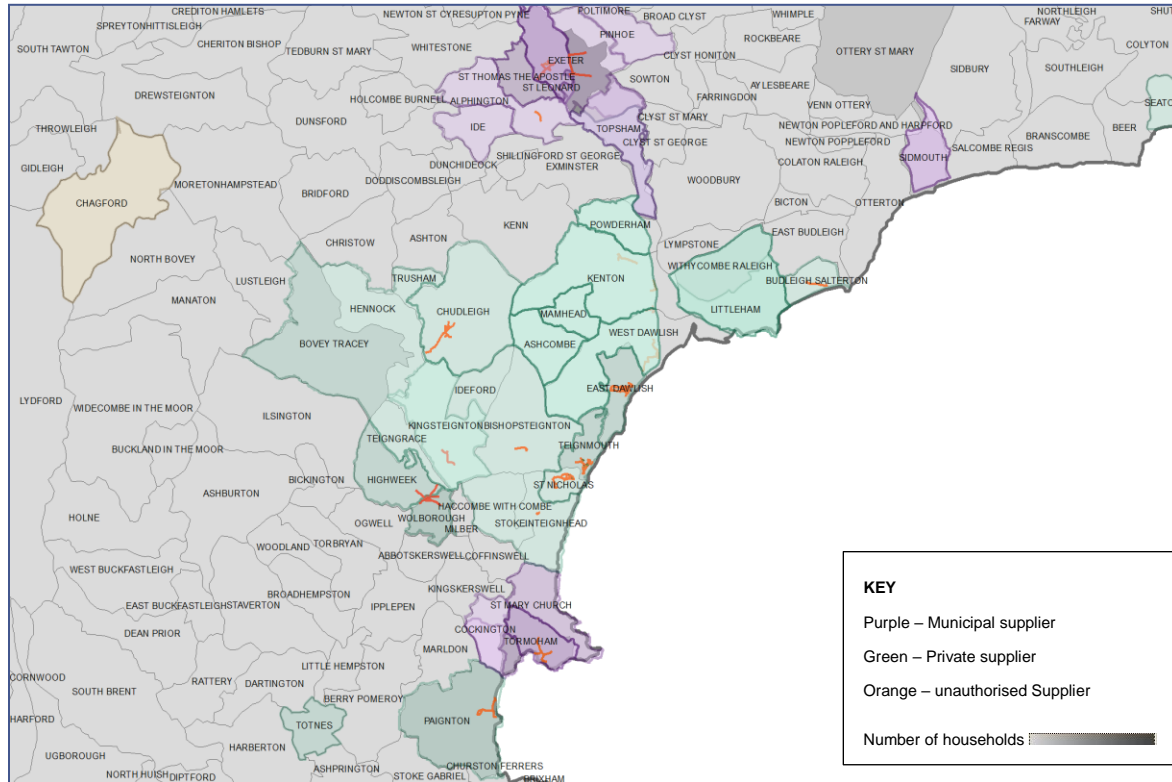 CREDITON HAMLETS
NEWTON ST CYRES
UPTON PYNE
POLTIMORE
BROAD CLYST
WHIMPLE
NORTHLEIGH
SHUT
SPREYTON
HITTISLEIGH
FARWAY
SOUTH TAWTON
CHERITON BISHOP
TEDBURN ST MARY
WHITESTONE
PINHOE
CLYST HONITON
ROCKBEARE
OTTERY ST MARY
COLYTON
EXETER
SIDBURY
SOUTHLEIGH
ST THOMAS THE APOSTLE
SOWTON
DREWSTEIGNTON
ST LEONARD
AYLESBEARE
HOLCOMBE BURNELL
ALPHINGTON
FARRINGDON
VENN OTTERY
SEATO
DUNSFORD
CLYST ST MARY
THROWLEIGH
IDE
TOPSHAM
NEWTON POPLEFORD AND HARPFORD
BEER
CLYST ST GEORGE
NEWTON POPPLEFORD
SALCOMBE REGIS
BRANSCOMBE
SHILLINGFORD ST GEORGE
SIDMOUTH
GIDLEIGH
DUNCHIDEOCK
EXMINSTER
COLATON RALEIGH
MORETONHAMPSTEAD
DODDISCOMBSLEIGH
WOODBURY
CHAGFORD
BRIDFORD
BICTON
OTTERTON
POWDERHAM
KENN
EAST BUDLEIGH
ASHTON
CHRISTOW
LYMPSTONE
NORTH BOVEY
WITHYCOMBE RALEIGH
LUSTLEIGH
TRUSHAM
KENTON
BUDLEIGH SALTERTON
MANATON
HENNOCK
CHUDLEIGH
LITTLEHAM
MAMHEAD
WEST DAWLISH
BOVEY TRACEY
ASHCOMBE
EAST DAWLISH
IDEFORD
LYDFORD
WIDECOMBE IN THE MOOR
ILSINGTON
KINGSTEIGNTON
BISHOPSTEIGNTON
TEIGNGRACE
TEIGNMOUTH
BUCKLAND IN THE MOOR
HIGHWEEK
BICKINGTON
ST NICHOLAS
ASHBURTON
HACCOMBE WITH COMBE
HOLNE
WOLBOROUGH
OGWELL
MILBER
STOKEINTEIGNHEAD
TORBRYAN
WOODLAND
ABBOTSKERSWELL
COFFINSWELL
WEST BUCKFASTLEIGH
KINGSKERSWELL
BROADHEMPSTON
EAST BUCKFASTLEIGH
STAVERTON
IPPLEPEN
ST MARY CHURCH
DEAN PRIOR
COCKINGTON
TORMOHAM
MARLDON
LITTLE HEMPSTON
CORNWOOD
RATTERY
DARTINGTON
SOUTH BRENT
BERRY POMEROY
HARFORD
TOTNES
PAIGNTON
HARBERTON
UGBOROUGH
CHURSTON FERRERS
ASHPRINGTON
NORTH HUISH
DIPTFORD
STOKE GABRIEL
BRIXHAM
KEY
Purple – Municipal supplier
Green – Private supplier
Orange – unauthorised Supplier
Number of households